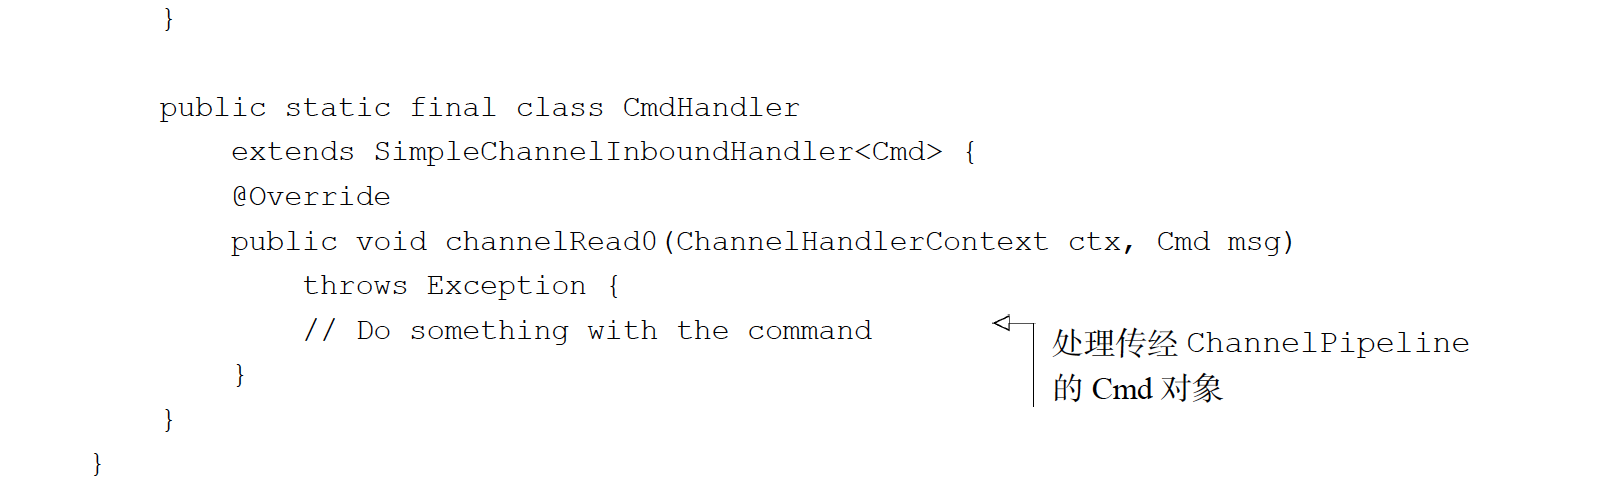 }
public static final class CmdHandler
extends SimpleChannelInboundHandler<Cmd> {
@Override
public void channelRead0(ChannelHandlerContext ctx, Cmd msg)
throws Exception {
// Do something with the command
处理传经 ChannelPipeline
的 Cmd 对象
}
}
}